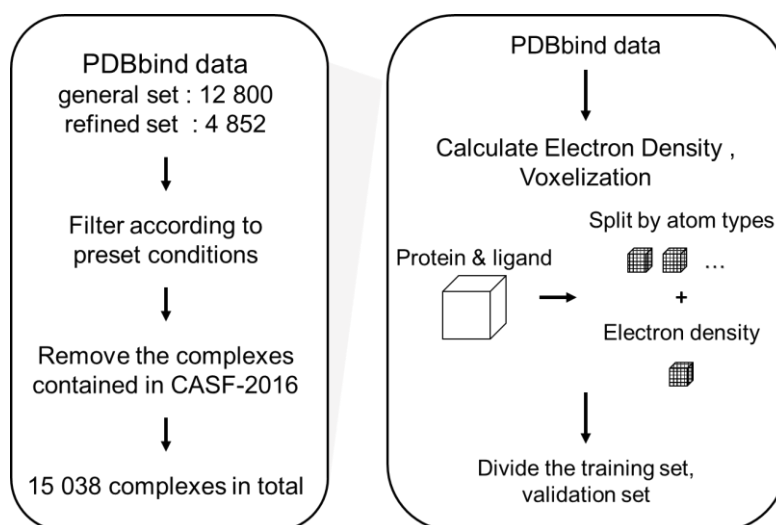 PDBbind data
general set : 12 800
refined set : 4 852
Filter according to
preset conditions
Remove the complexes
contained in CASF-2016
15 038 complexes in total
PDBbind data
Calculate Electron Density ,
Voxelization
Split by atom types
Protein & ligand
...
+
Electron density
Divide the training set,
validation set